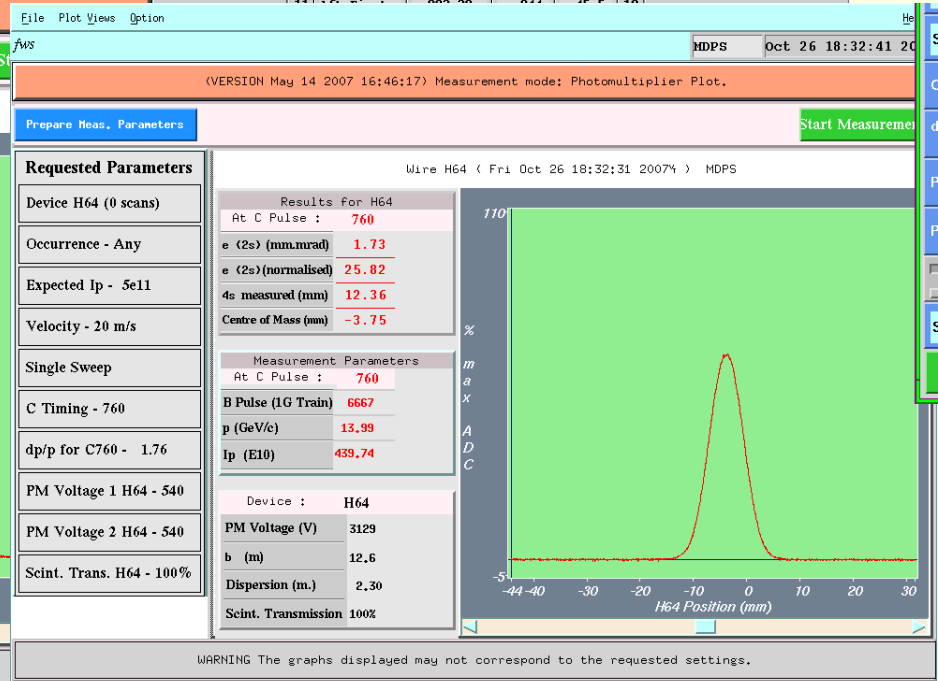 File Plot Views Option He
fws
MDPS Oct 26 18:32:41 20
(VERSION May 14 2007 16:46:17) Measurement mode: Photomultiplier Plot.
Prepare Meas. Parameters
Start Measuremen
Requested Parameters
Device H64 (0 scans)
Occurrence - Any
Expected Ip - 5e11
Velocity - 20 m/s
Single Sweep
C Timing - 760
dp/p for C760 - 1.76
PM Voltage 1 H64 - 540
PM Voltage 2 H64 - 540
Scint. Trans. H64 - 100%
Wire H64 ( Fri Oct 26 18:32:31 2007¼ ) MDPS
Results for H64
At C Pulse : 760
e (2s) (mm.mrad) 1.73
e (2s)(normalised) 25.82
4s measured (mm) 12.36
Centre of Mass (mm) -3.75
Measurement Parameters
At C Pulse : 760
B Pulse (1G Train) 6667
p (GeV/c) 13.99
Ip (E10) 439.74
Device : H64
PM Voltage (V) 3129
b (m) 12.6
Dispersion (m.) 2.30
Scint. Transmission 100%
110
% max ADC
-5
-44 -40 -30 -20 -10 0 10 20 30
H64 Position (mm)
WARNING The graphs displayed may not correspond to the requested settings.